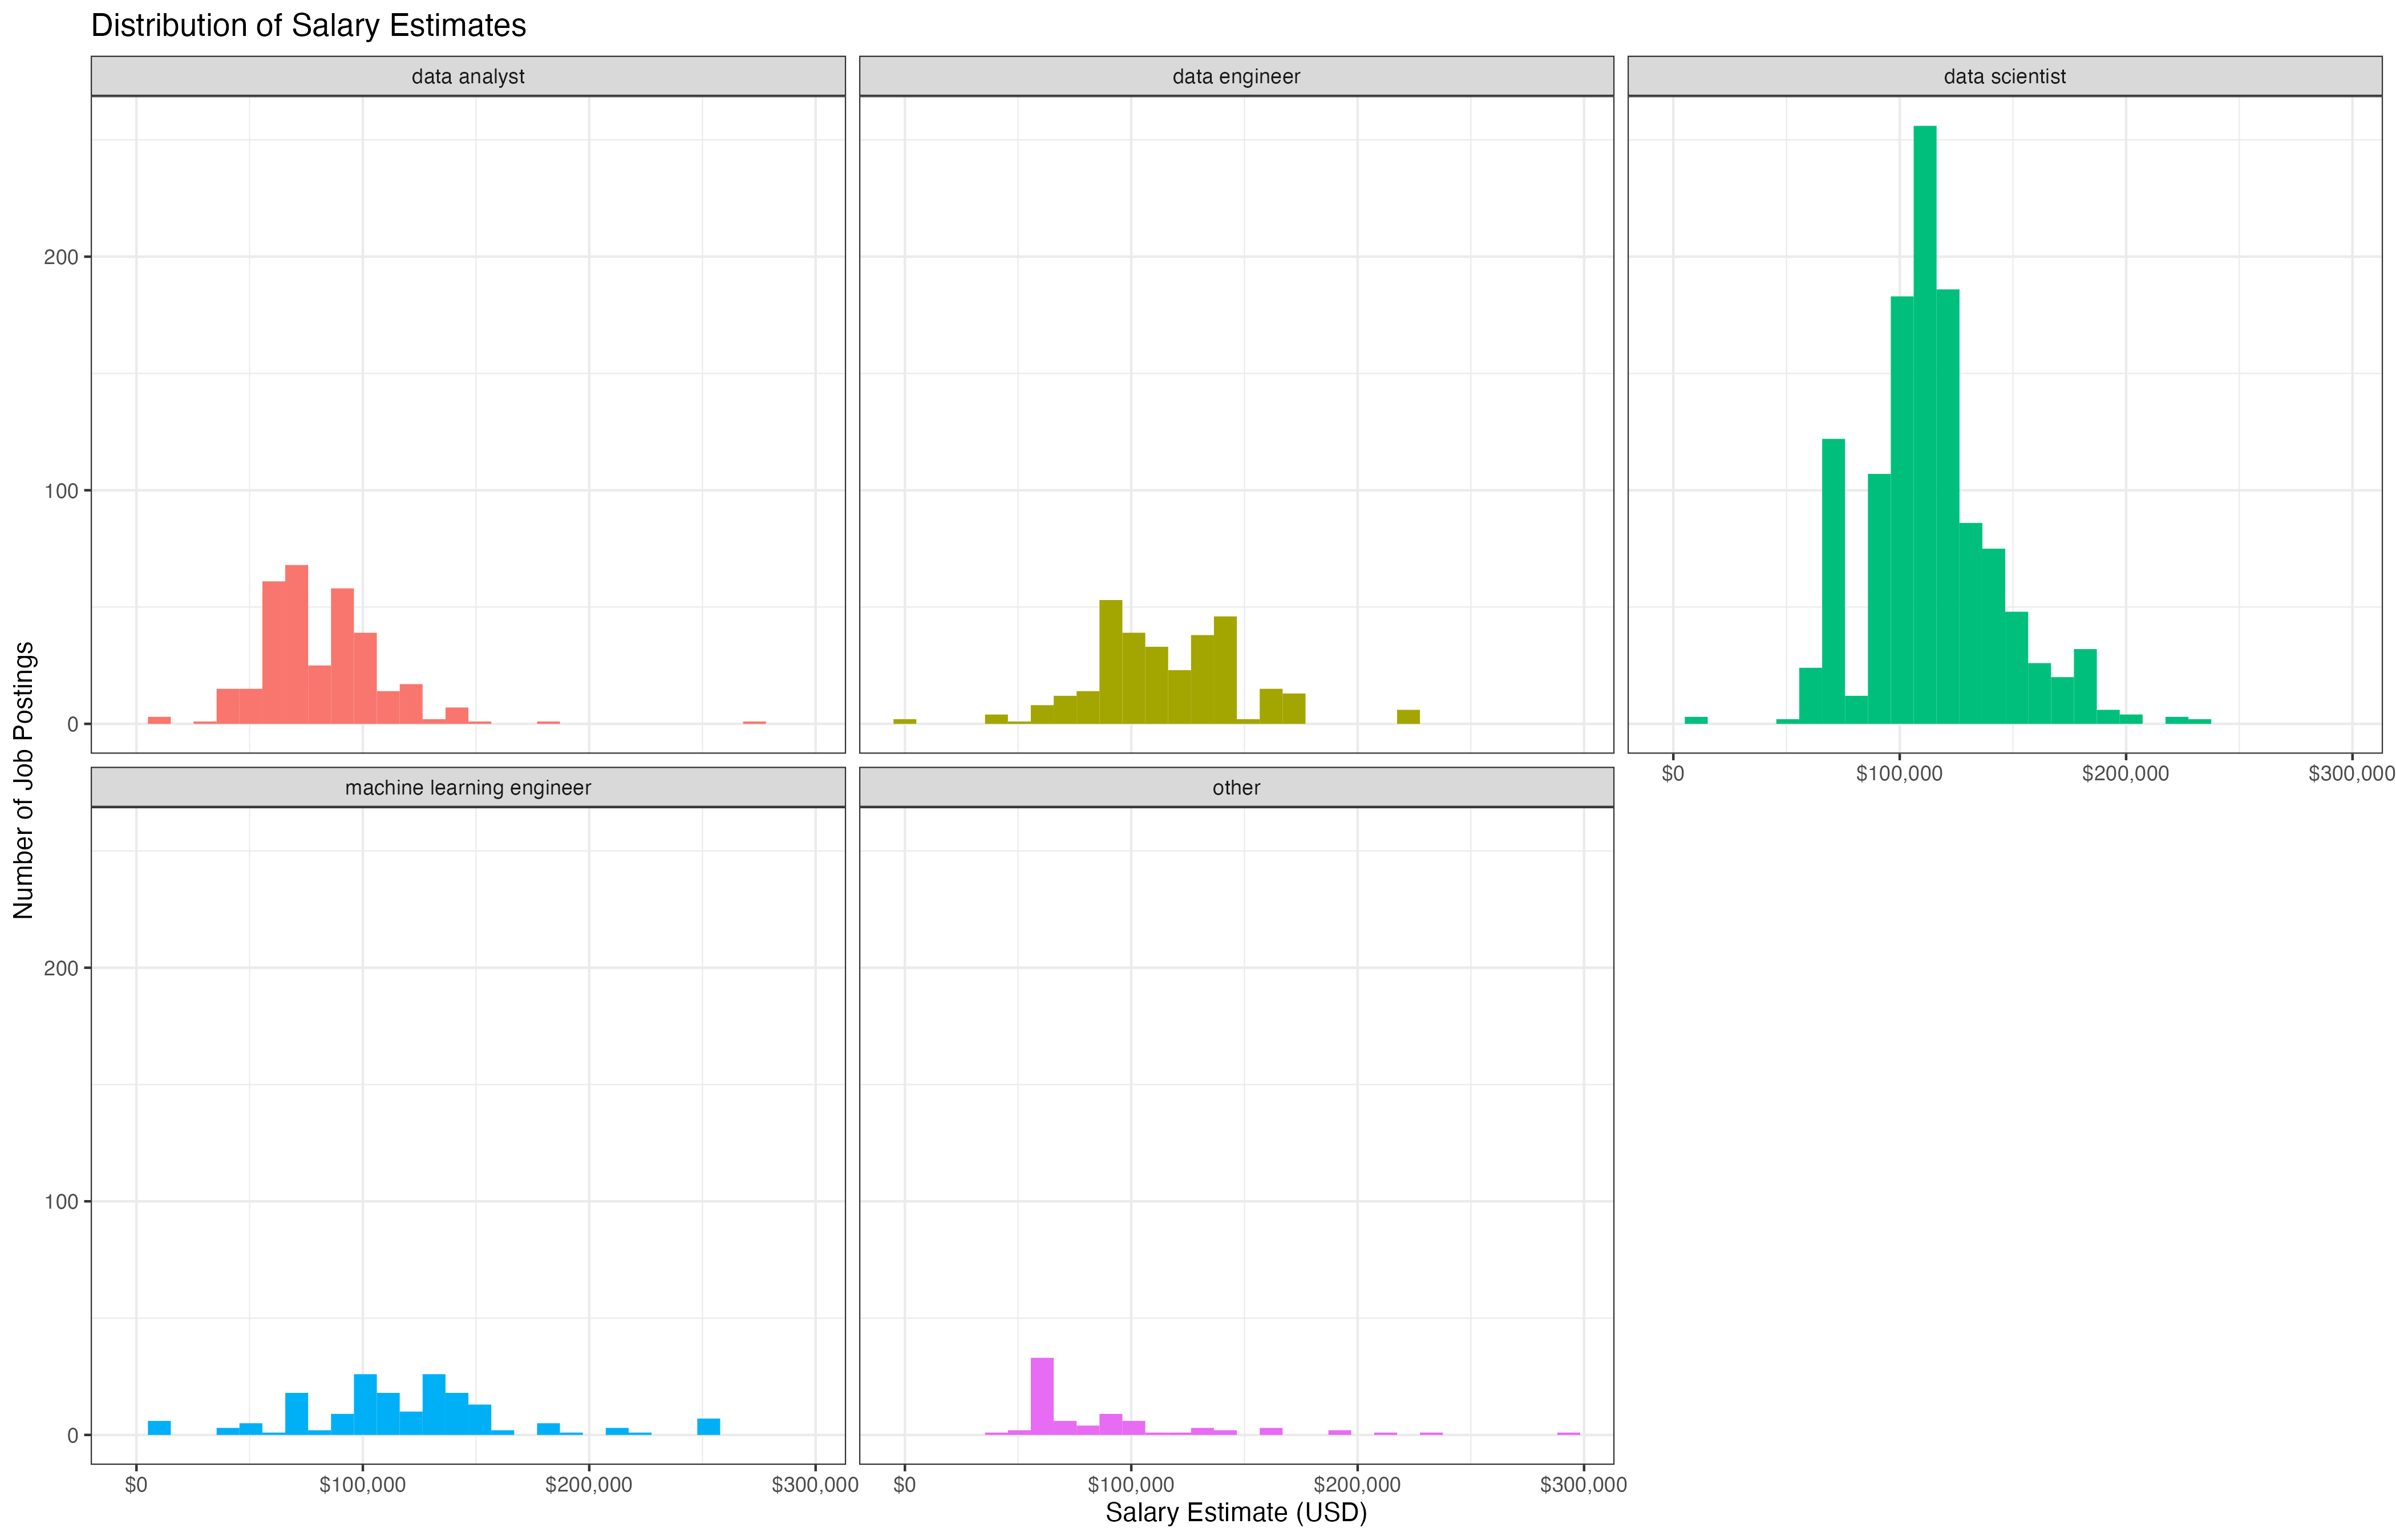 Distribution of Salary Estimates
data analyst
data engineer
data scientist
200
100
0
$0
$100,000
$200,000
$300,000
machine learning engineer
other
200
100
0
$0
$100,000
$200,000
$300,000
$0
$100,000
$200,000
$300,000
Salary Estimate (USD)
Number of Job Postings